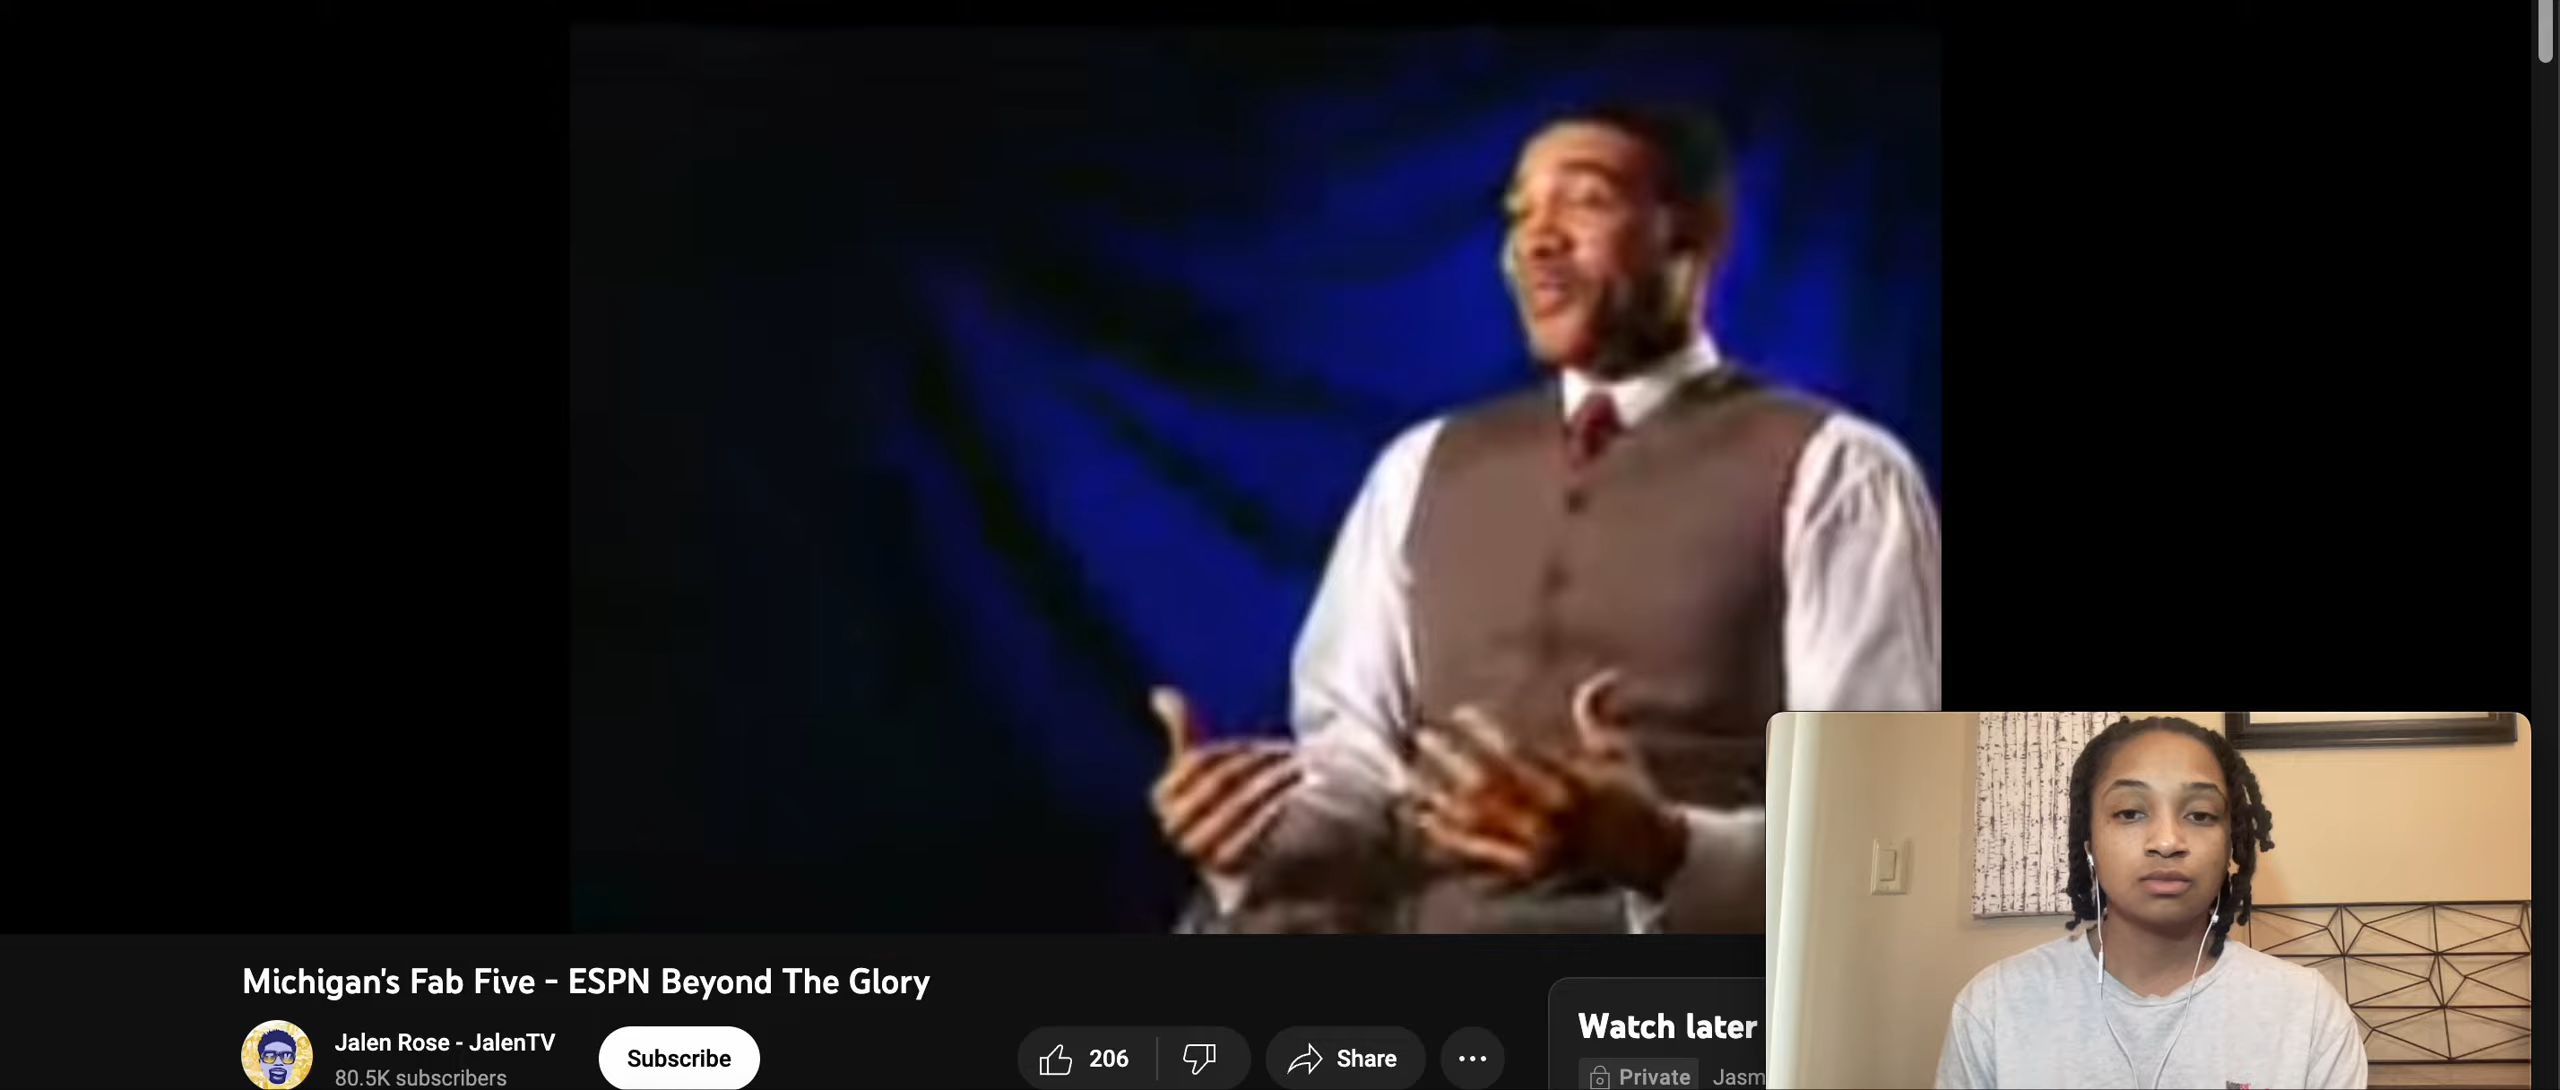 Michigan's Fab Five - ESPN Beyond The Glory
Jalen Rose - JalenTV
80.5K subscribers
Subscribe
206
Share
Watch later
Private Jasm